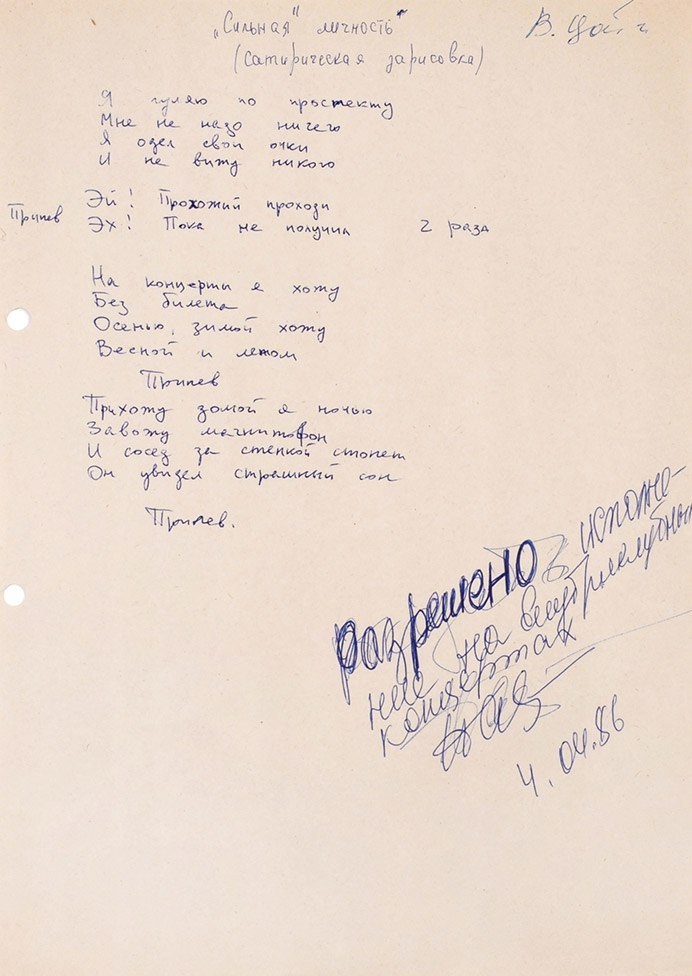 „Сильная" личность"
В. Цой
(сатирическая зарисовка)
Я гуляю по проспекту
Мне не надо ничего
Я одел свои очки
И не вижу никого
Эй! Прохожий проходи
Припев
Эх! Пока не получил 2 раза
На концерты я хожу
Без билета
Осенью, зимой хожу
Весной и летом
Припев
Прихожу домой я ночью
Завожу магнитофон
И сосед за стенкой стонет
Он увидел страшный сон
Припев.
Разрешено исполне-
ние на внутриклубных
концертах
4.04.86